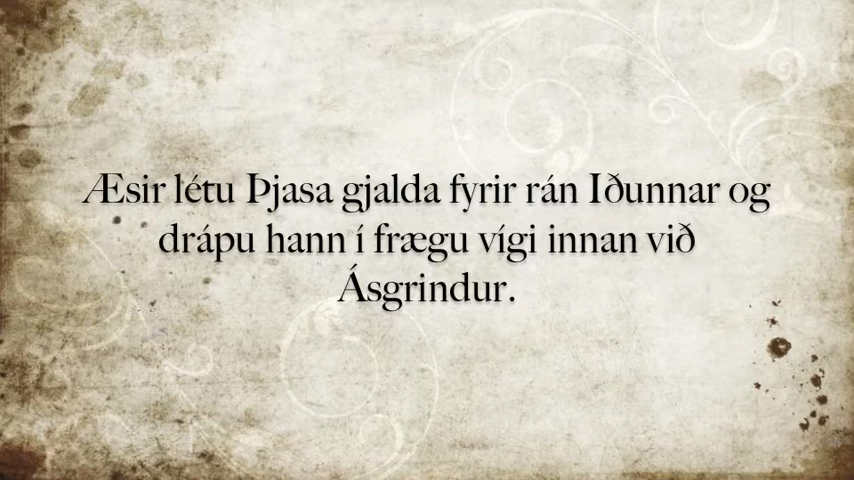 Æsir létu Þjasa gjalda fyrir rán Iðunnar og
drápu hann í frægu vígi innan við
Ásgrindur.